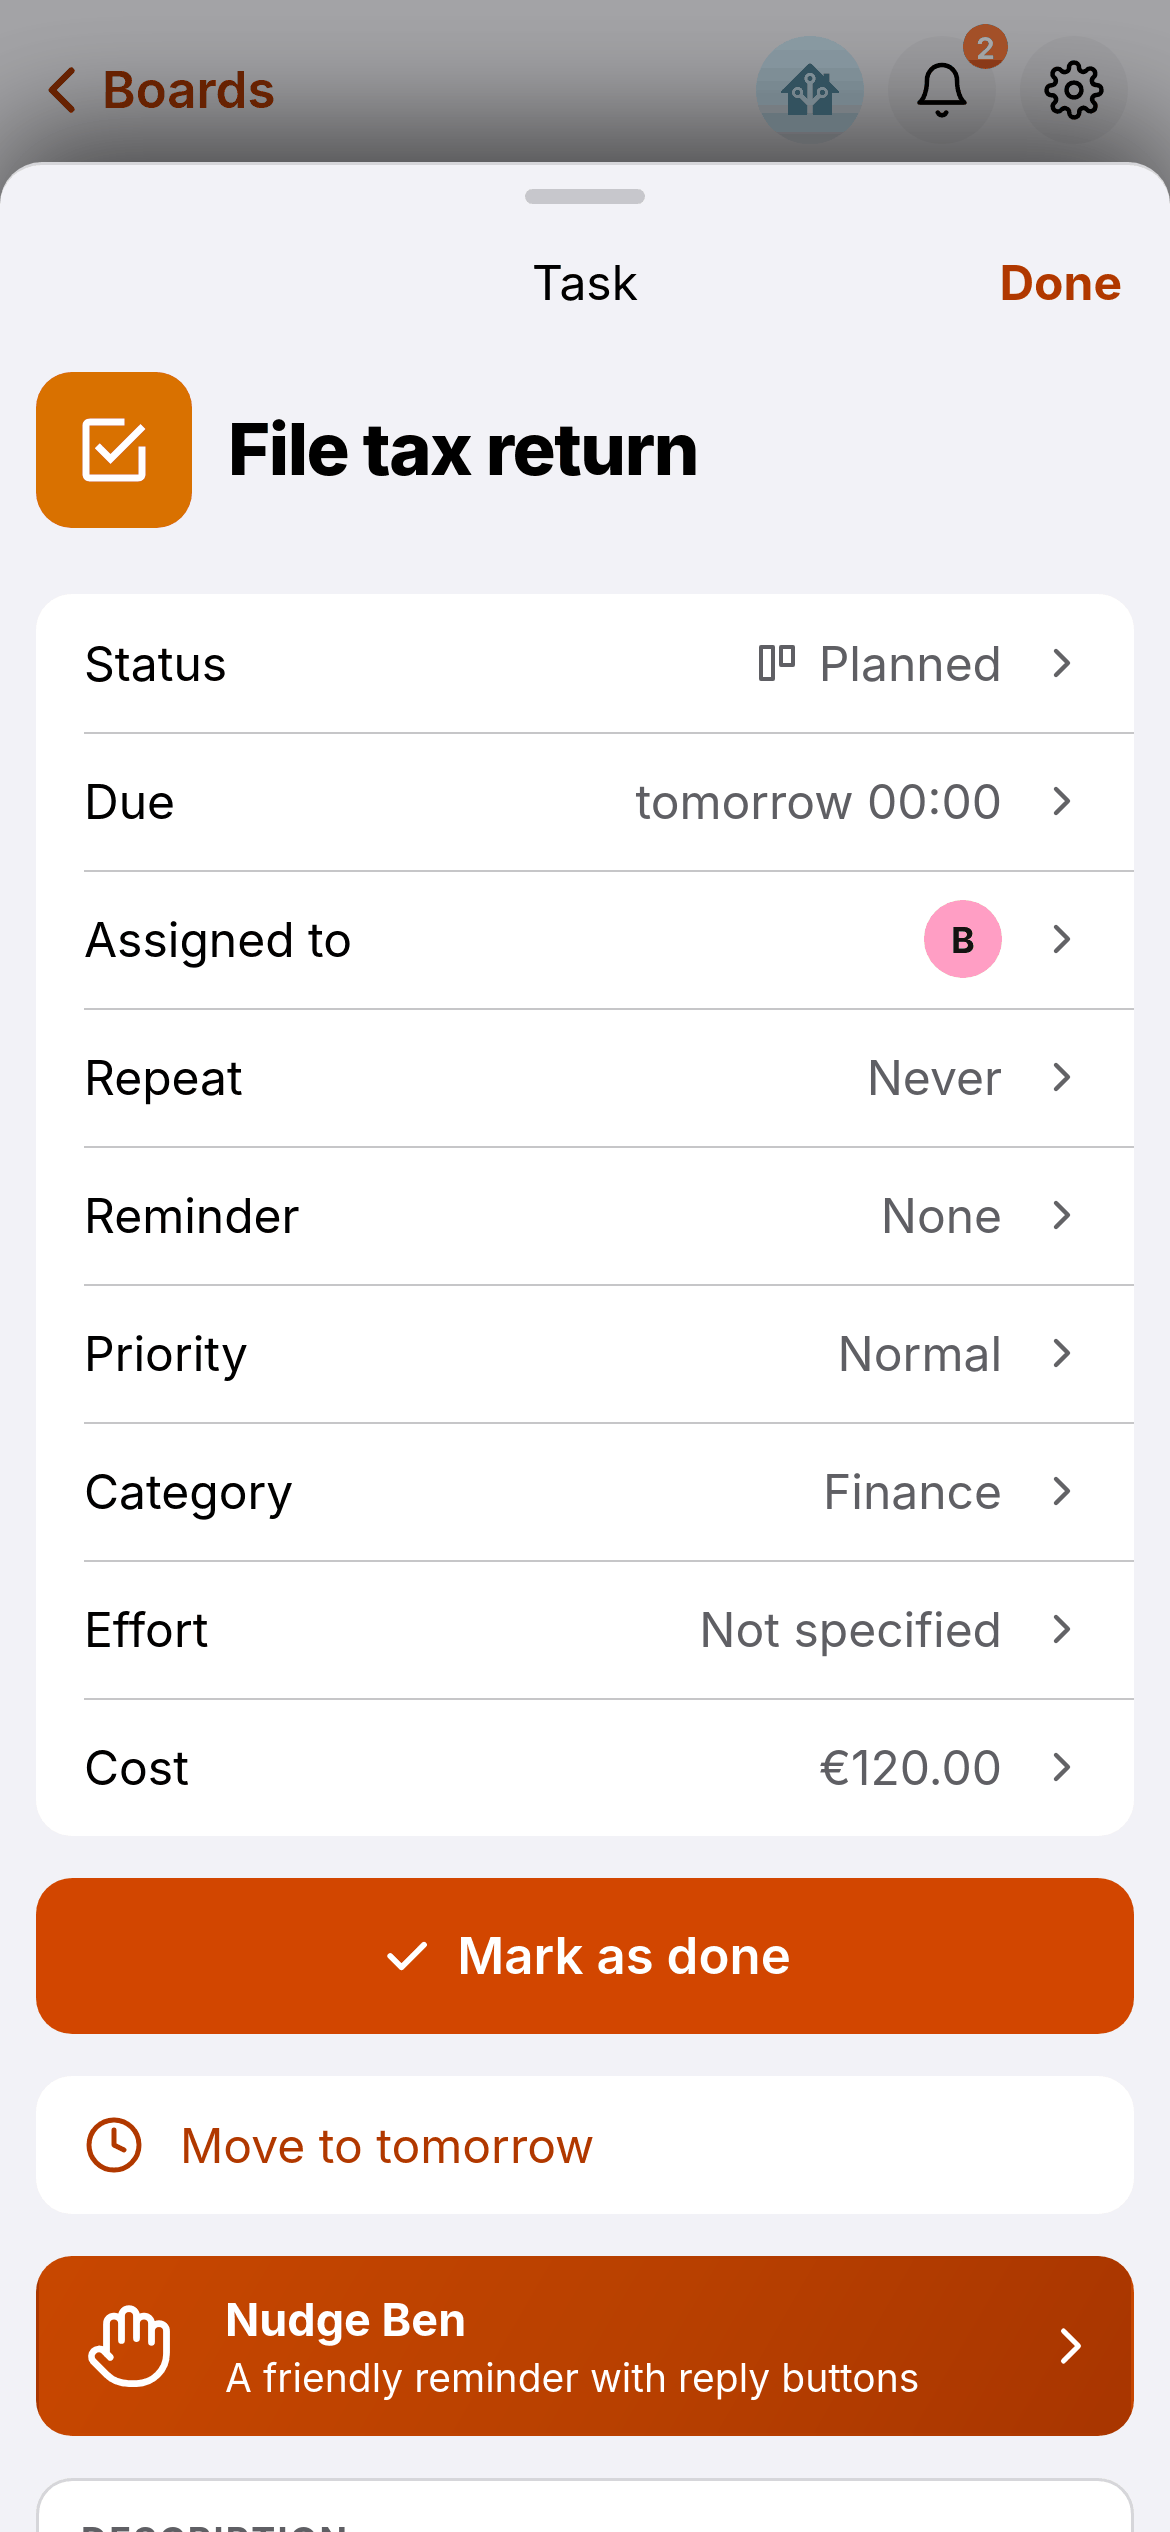 Boards
2
Task
Done
File tax return
Status
Planned
Due
tomorrow 00:00
Assigned to
B
Repeat
Never
Reminder
None
Priority
Normal
Category
Finance
Effort
Not specified
Cost
€120.00
Mark as done
Move to tomorrow
Nudge Ben
A friendly reminder with reply buttons
DESCRIPTION